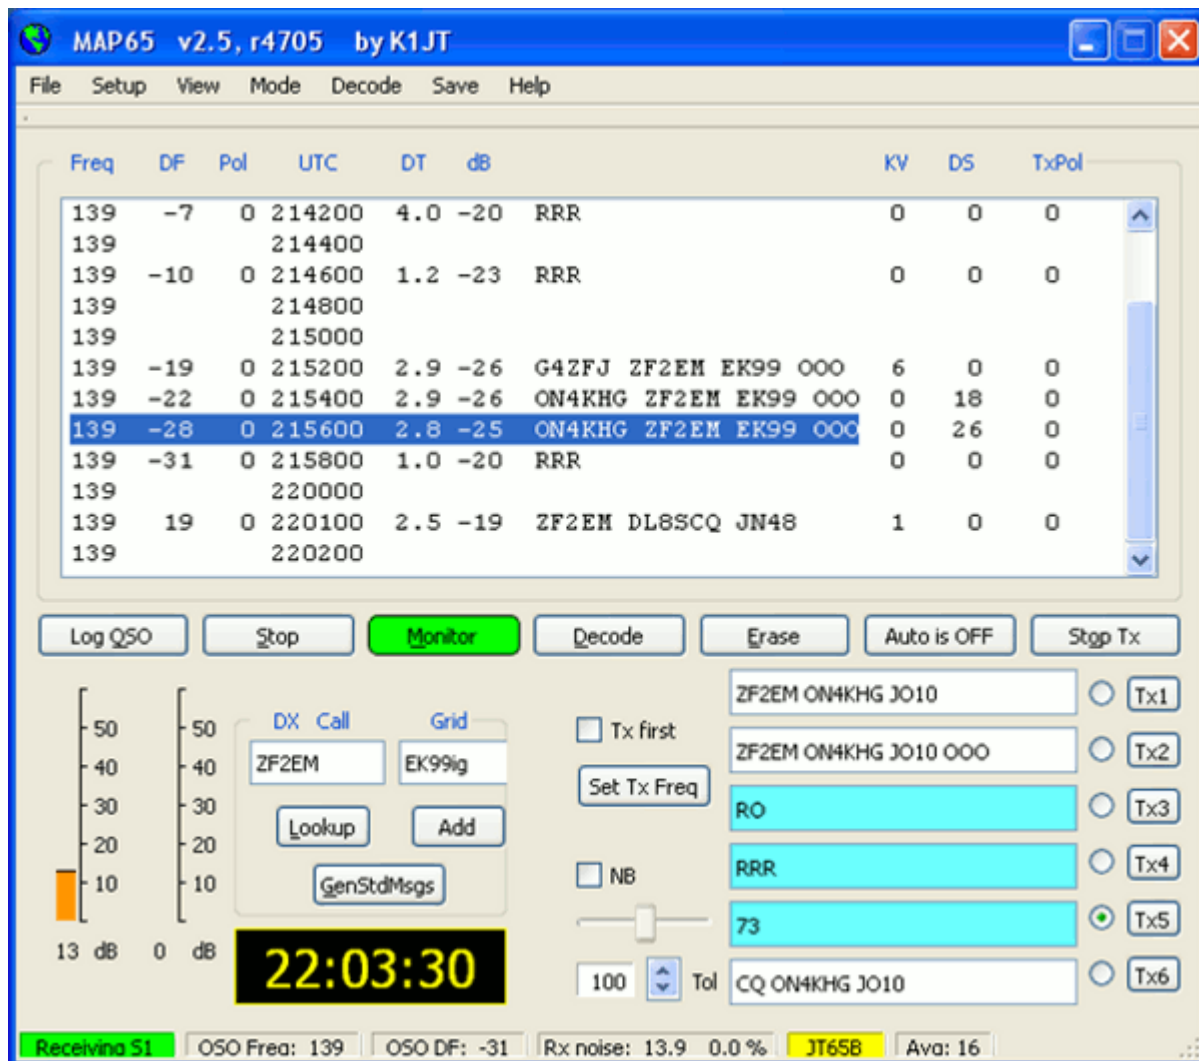 MAP65 v2.5, r4705 by K1JT
File Setup View Mode Decode Save Help
Freq DF Pol UTC DT dB KV DS TxPol
139 -7 0 214200 4.0 -20 RRR 0 0 0
139 214400
139 -10 0 214600 1.2 -23 RRR 0 0 0
139 214800
139 215000
139 -19 0 215200 2.9 -26 G4ZFJ ZF2EM EK99 OOO 6 0 0
139 -22 0 215400 2.9 -26 ON4KHG ZF2EM EK99 OOO 0 18 0
139 -28 0 215600 2.8 -25 ON4KHG ZF2EM EK99 OOO 0 26 0
139 -31 0 215800 1.0 -20 RRR 0 0 0
139 220000
139 19 0 220100 2.5 -19 ZF2EM DL8SCQ JN48 1 0 0
139 220200
Log QSO Stop Monitor Decode Erase Auto is OFF Stop Tx
50 40 30 20 10
13 dB
50 40 30 20 10
0 dB
DX Call Grid
ZF2EM EK99ig
Lookup Add
GenStdMsgs
22:03:30
Tx first
Set Tx Freq
NB
100 Tol
ZF2EM ON4KHG JO10 Tx1
ZF2EM ON4KHG JO10 OOO Tx2
RO Tx3
RRR Tx4
73 Tx5
CQ ON4KHG JO10 Tx6
Receiving S1 QSO Freq: 139 QSO DF: -31 Rx noise: 13.9 0.0 % JT65B Avg: 16